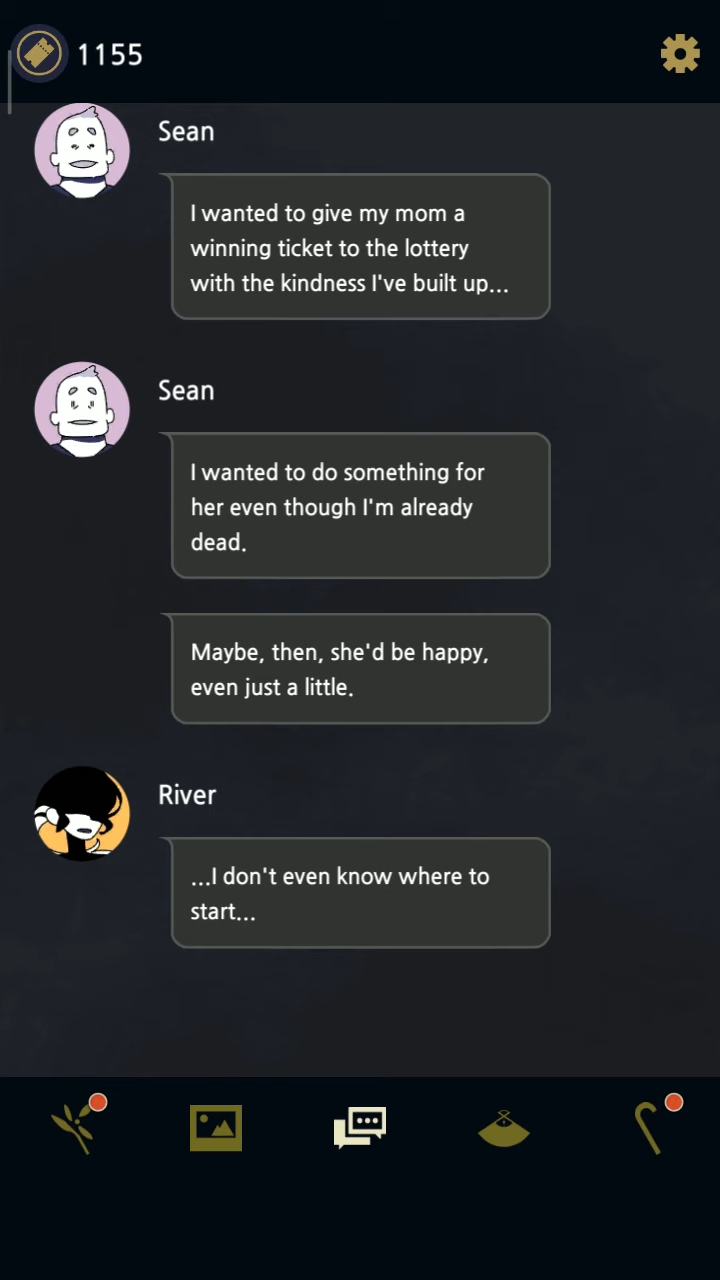 1155
Sean
I wanted to give my mom a
winning ticket to the lottery
with the kindness I've built up...
Sean
I wanted to do something for
her even though I'm already
dead.
Maybe, then, she'd be happy,
even just a little.
River
...I don't even know where to
start...